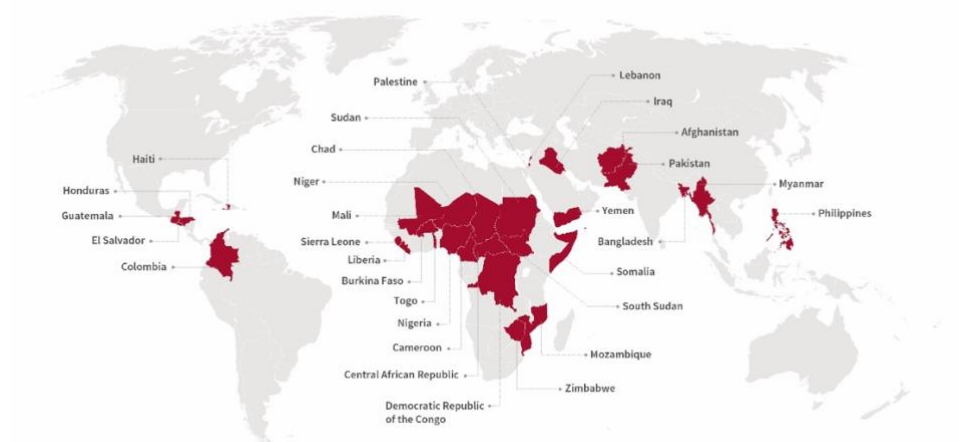 Palestine
Lebanon
Iraq
Sudan
Afghanistan
Chad
Haiti
Pakistan
Niger
Myanmar
Honduras
Yemen
Philippines
Guatemala
Mali
El Salvador
Sierra Leone
Bangladesh
Liberia
Colombia
Somalia
Burkina Faso
Togo
South Sudan
Nigeria
Cameroon
Mozambique
Central African Republic
Zimbabwe
Democratic Republic
of the Congo